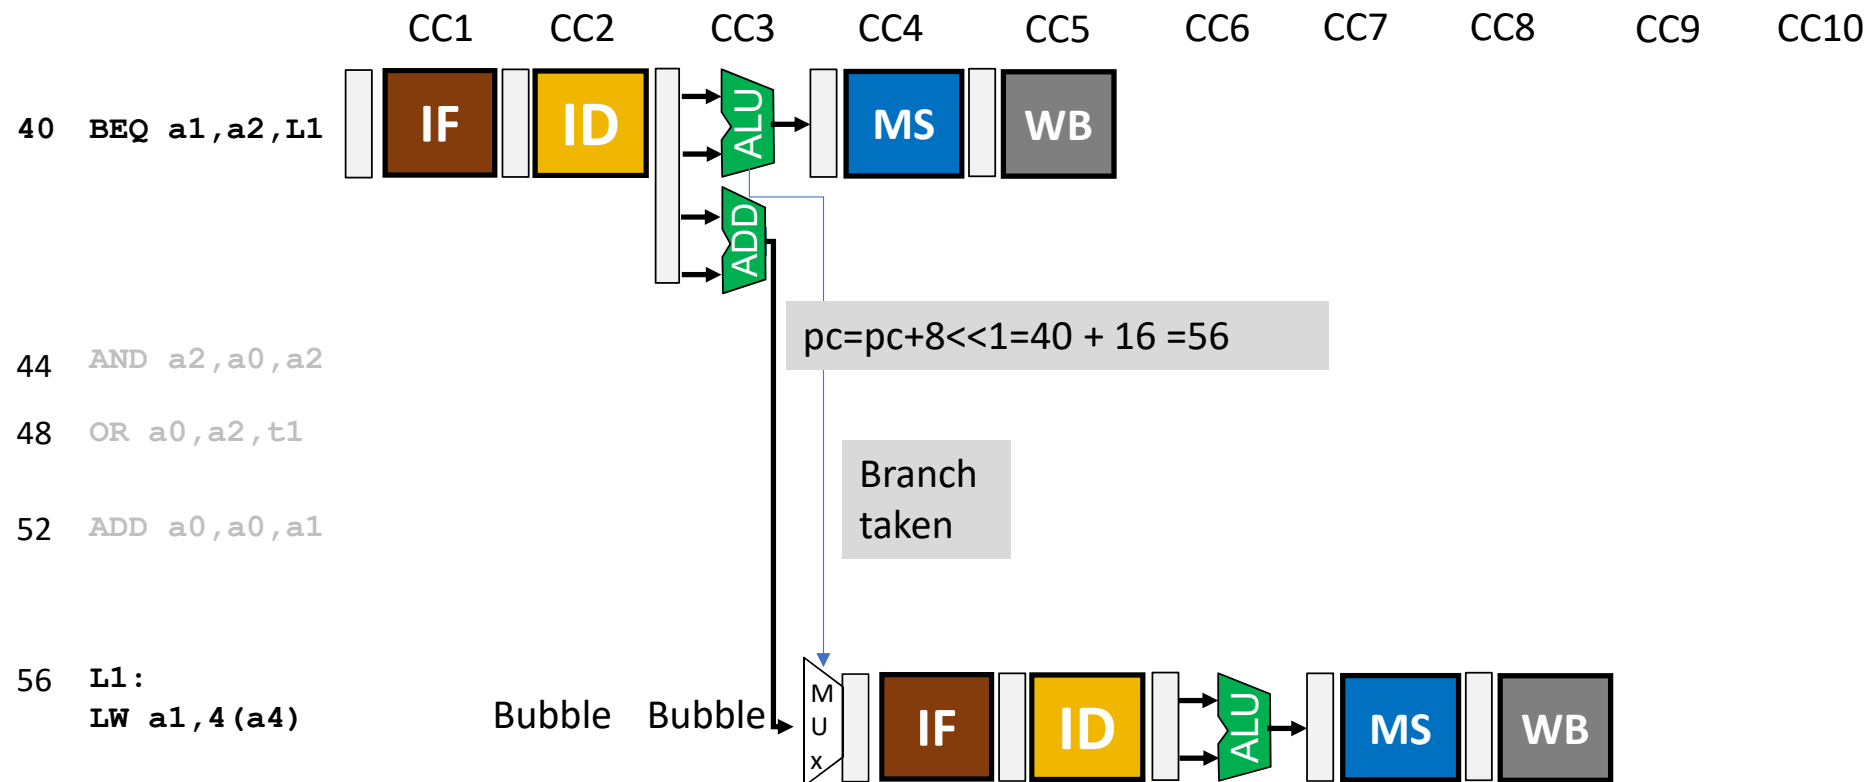 CC1 CC2 CC3 CC4 CC5 CC6 CC7 CC8 CC9 CC10
40 BEQ a1,a2,L1 IF ID ALU MS WB
ADD
pc=pc+8<<1=40 + 16 =56
44 AND a2,a0,a2
48 OR a0,a2,t1
Branch
taken
52 ADD a0,a0,a1
56 L1:
LW a1,4(a4) Bubble Bubble MUx IF ID ALU MS WB